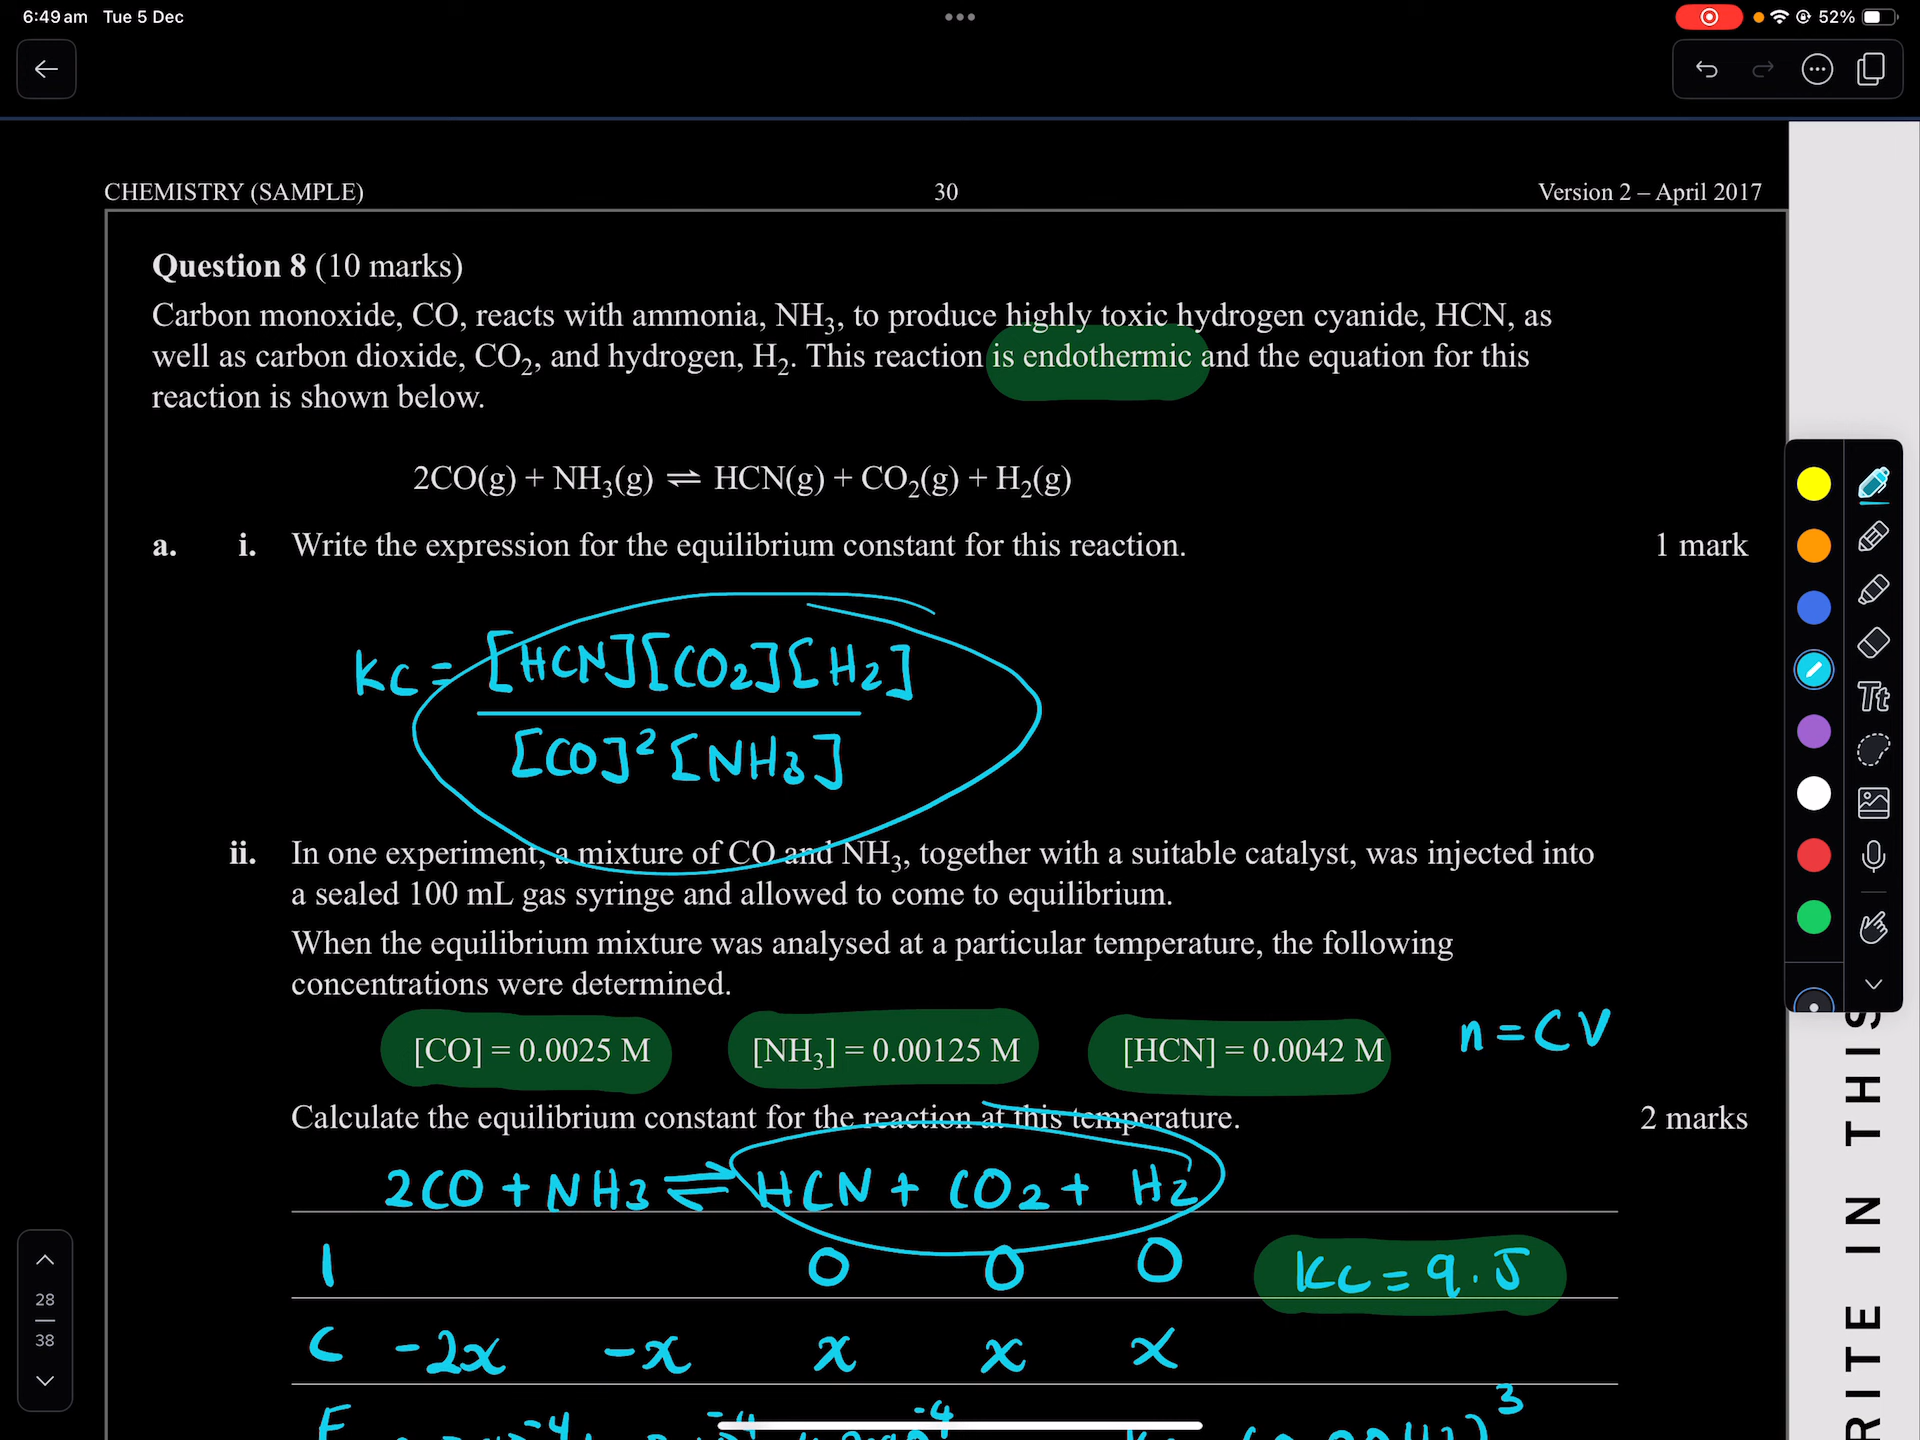 6:49 am Tue 5 Dec
52%
CHEMISTRY (SAMPLE) 30 Version 2 – April 2017
Question 8 (10 marks)
Carbon monoxide, CO, reacts with ammonia, NH₃, to produce highly toxic hydrogen cyanide, HCN, as
well as carbon dioxide, CO₂, and hydrogen, H₂. This reaction is endothermic and the equation for this
reaction is shown below.
2CO(g) + NH₃(g) ⇌ HCN(g) + CO₂(g) + H₂(g)
a. i. Write the expression for the equilibrium constant for this reaction. 1 mark
Kc = [HCN][CO₂][H₂]
[CO]² [NH₃]
ii. In one experiment, a mixture of CO and NH₃, together with a suitable catalyst, was injected into
a sealed 100 mL gas syringe and allowed to come to equilibrium.
When the equilibrium mixture was analysed at a particular temperature, the following
concentrations were determined.
[CO] = 0.0025 M [NH₃] = 0.00125 M [HCN] = 0.0042 M n = CV
Calculate the equilibrium constant for the reaction at this temperature. 2 marks
2CO + NH₃ ⇌ HCN + CO₂ + H₂
I 0 0 0 Kc = 9.5
C -2x -x x x x
Tt
28
38
RITE IN THIS